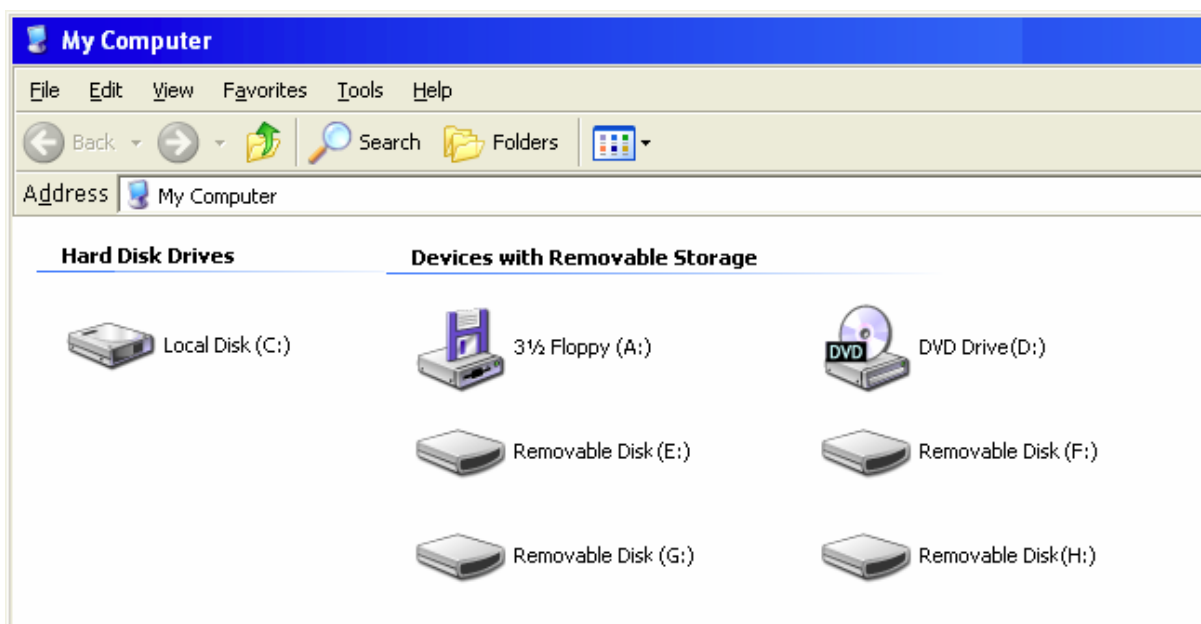 My Computer
File Edit View Favorites Tools Help
Back Search Folders
Address My Computer
Hard Disk Drives Devices with Removable Storage
Local Disk (C:) 3½ Floppy (A:) DVD DVD Drive(D:)
Removable Disk (E:) Removable Disk (F:)
Removable Disk (G:) Removable Disk(H:)